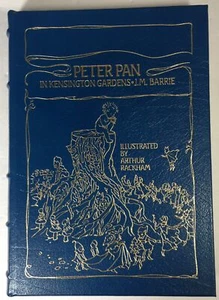 PETER PAN
IN KENSINGTON GARDENS • J.M. BARRIE
ILLUSTRATED
BY
ARTHUR
RACKHAM